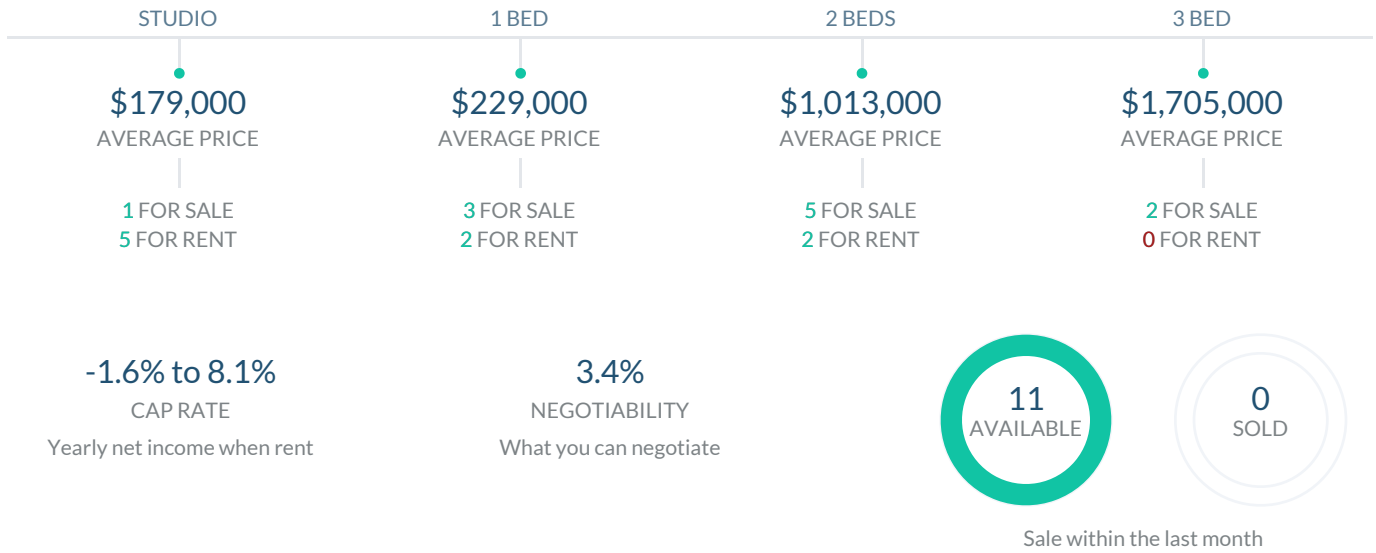 STUDIO
1 BED
2 BEDS
3 BED
$179,000
$229,000
$1,013,000
$1,705,000
AVERAGE PRICE
AVERAGE PRICE
AVERAGE PRICE
AVERAGE PRICE
1 FOR SALE
3 FOR SALE
5 FOR SALE
2 FOR SALE
5 FOR RENT
2 FOR RENT
2 FOR RENT
0 FOR RENT
-1.6% to 8.1%
CAP RATE
Yearly net income when rent
3.4%
NEGOTIABILITY
What you can negotiate
11
AVAILABLE
0
SOLD
Sale within the last month